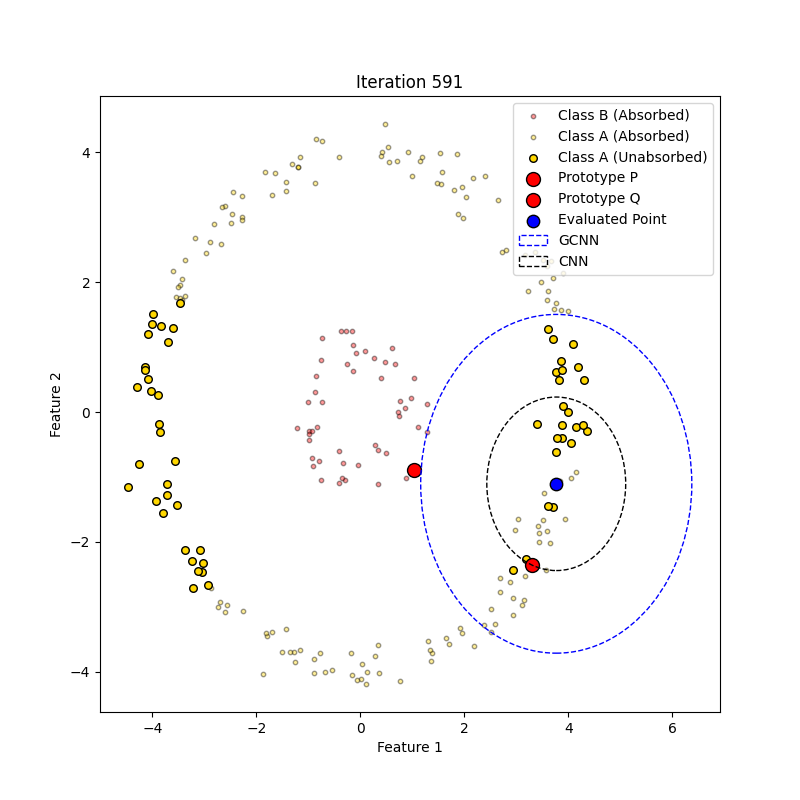 Iteration 591
Class B (Absorbed)
Class A (Absorbed)
Class A (Unabsorbed)
Prototype P
Prototype Q
Evaluated Point
GCNN
CNN
Feature 2
4
2
0
−2
−4
−4
−2
0
2
4
6
Feature 1